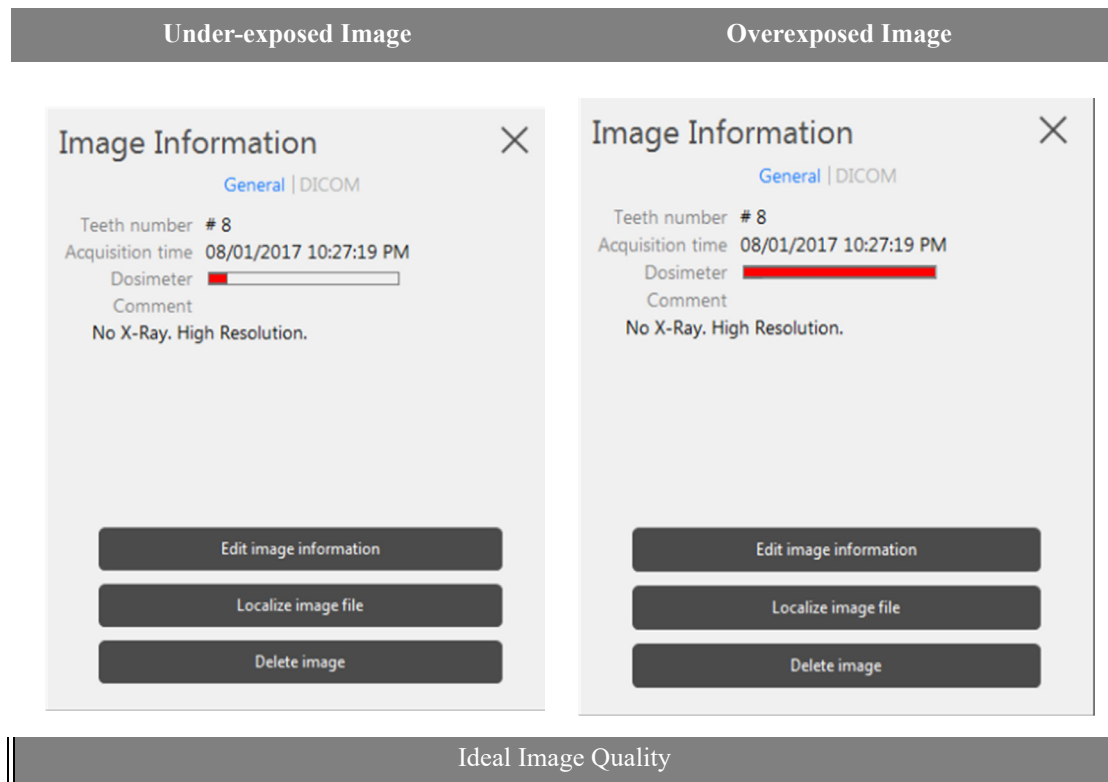 Under-exposed Image
Overexposed Image
Image Information
General | DICOM
Teeth number # 8
Acquisition time 08/01/2017 10:27:19 PM
Dosimeter
Comment
No X-Ray. High Resolution.
Edit image information
Localize image file
Delete image
Image Information
General | DICOM
Teeth number # 8
Acquisition time 08/01/2017 10:27:19 PM
Dosimeter
Comment
No X-Ray. High Resolution.
Edit image information
Localize image file
Delete image
Ideal Image Quality